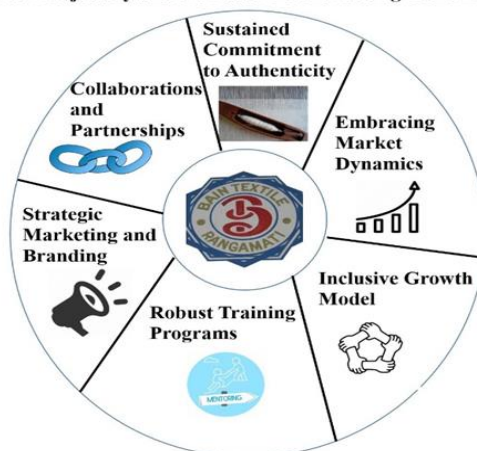 Sustained
Commitment
to Authenticity
Embracing
Market
Dynamics
Inclusive Growth
Model
Robust Training
Programs
MENTORING
Strategic
Marketing and
Branding
Collaborations
and
Partnerships
BAIN TEXTILE
RANGAMATI